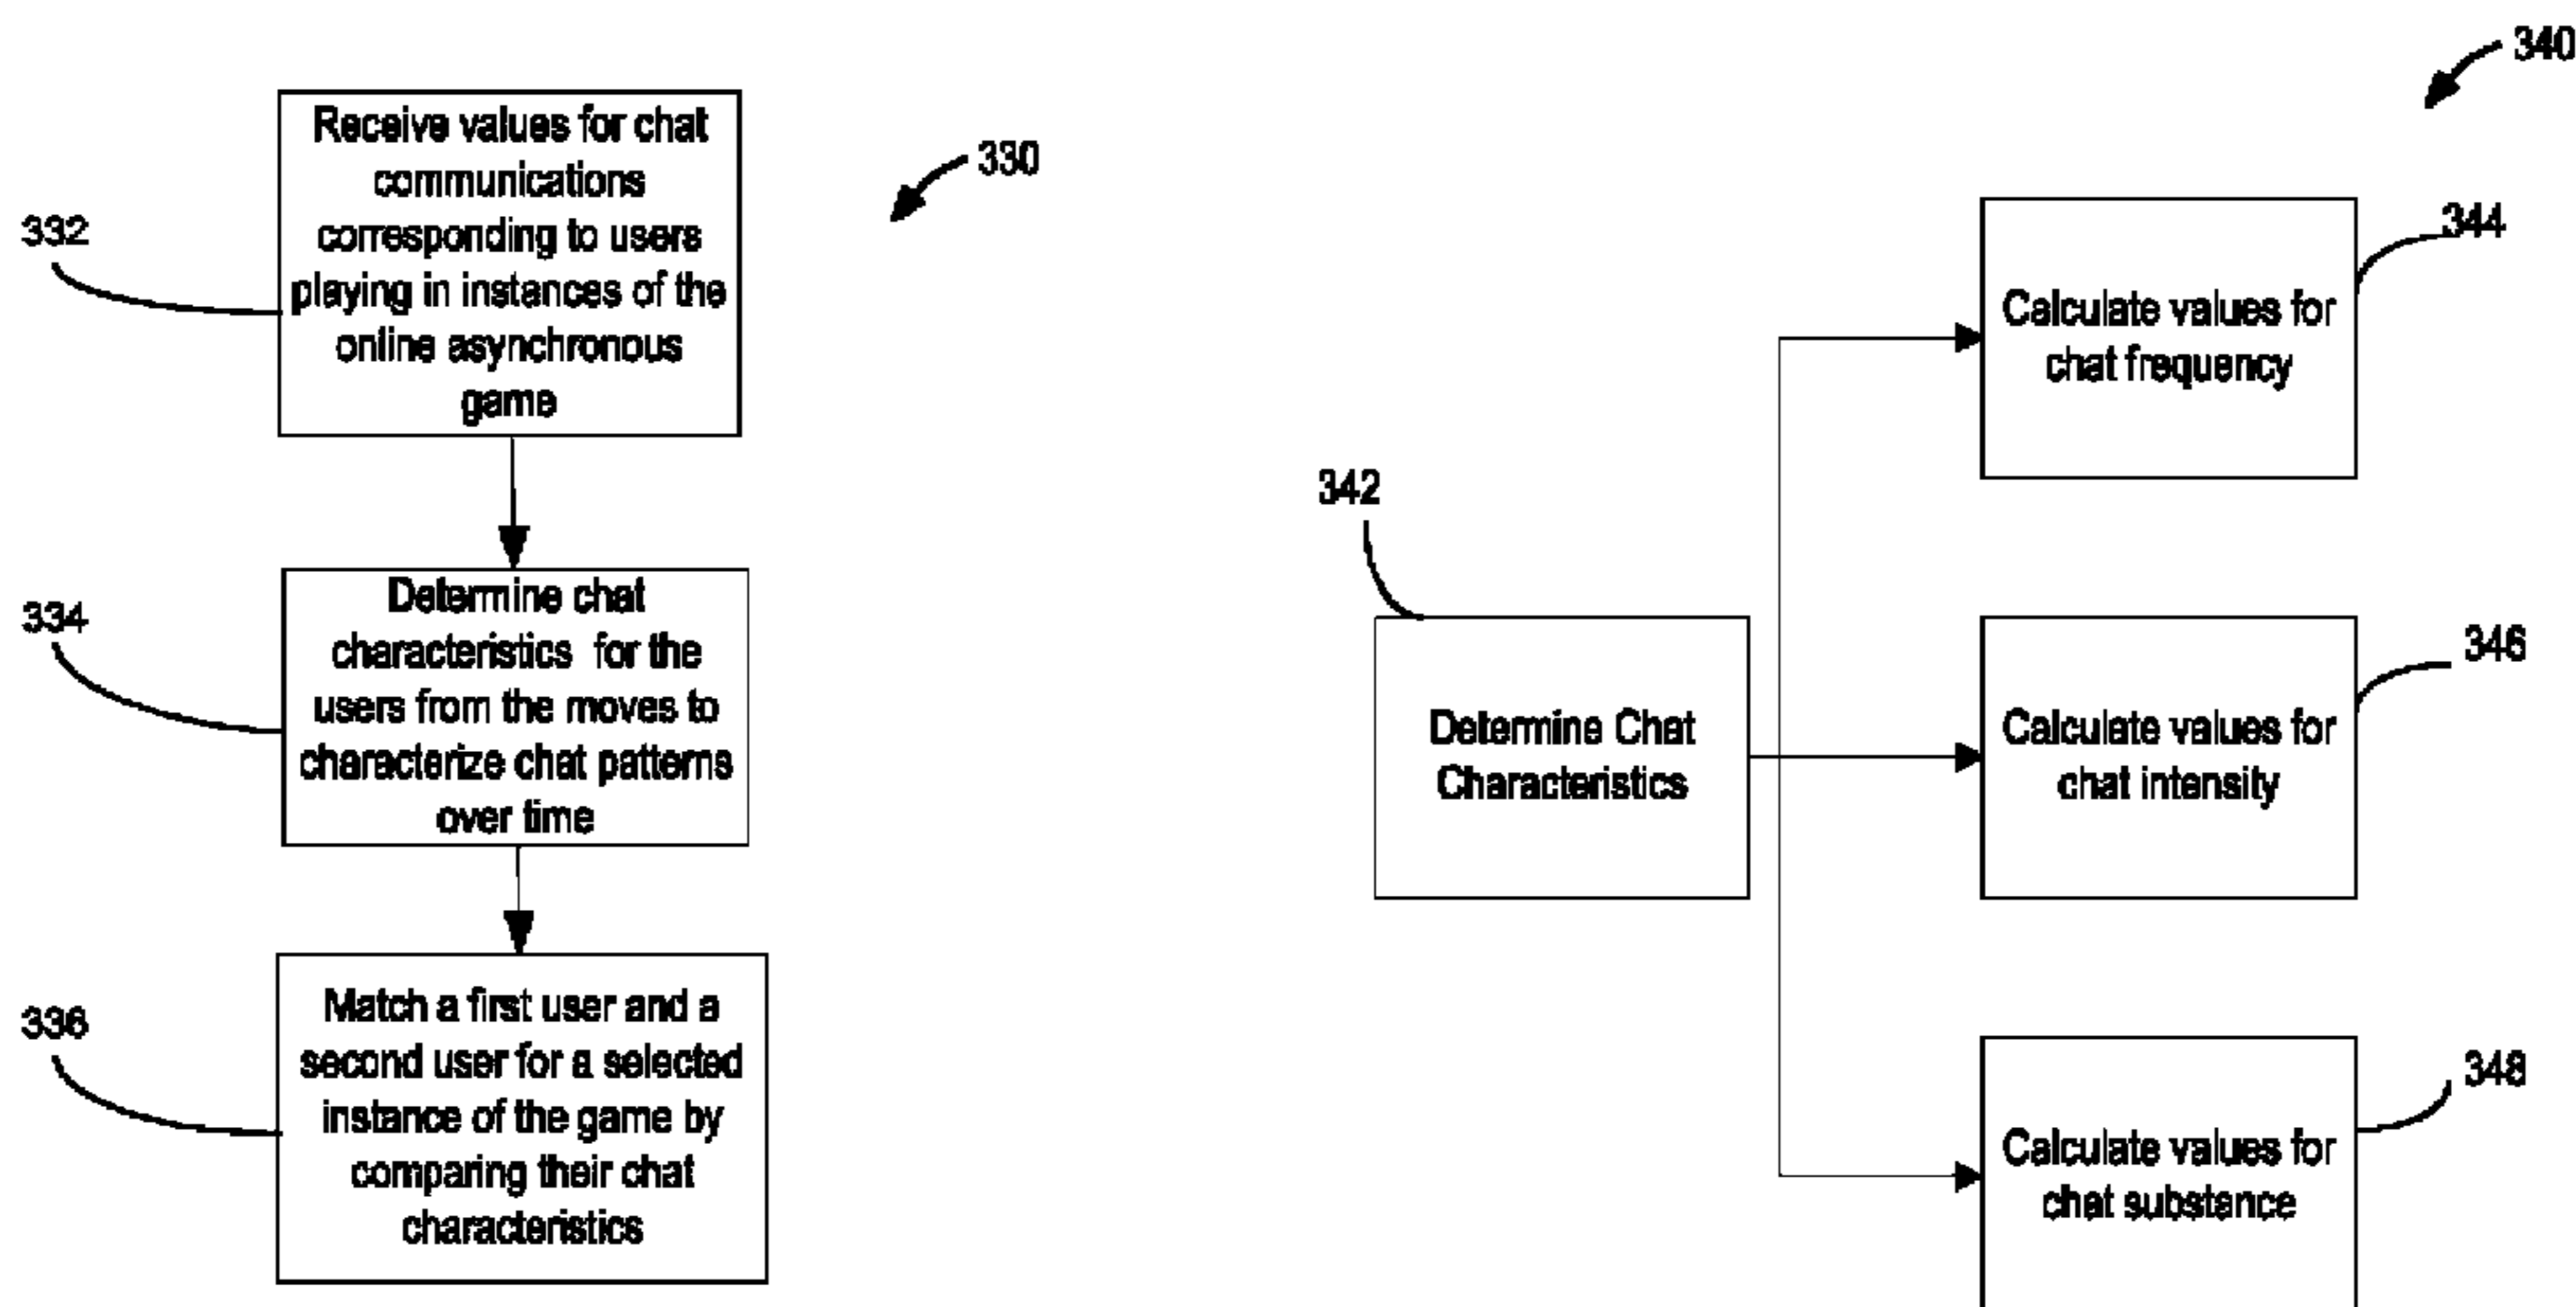 Receive values for chat
communications
corresponding to users
playing in instances of the
online asynchronous
game
332
330
Determine chat
characteristics for the
users from the moves to
characterize chat patterns
over time
334
Match a first user and a
second user for a selected
instance of the game by
comparing their chat
characteristics
336
340
342
Determine Chat
Characteristics
Calculate values for
chat frequency
344
Calculate values for
chat intensity
346
Calculate values for
chat substance
348